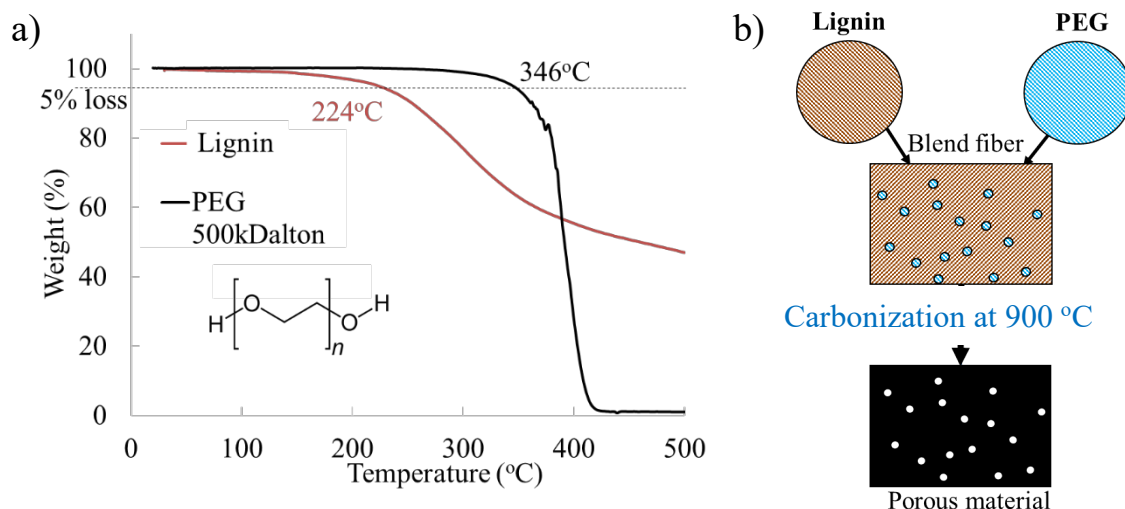 a)
100
80
60
40
20
0
5% loss
Weight (%)
346°C
224°C
Lignin
PEG
500kDalton
H
O
n
O
H
0
100
200
300
400
500
Temperature (°C)
b)
Lignin
PEG
Blend fiber
Carbonization at 900 °C
Porous material